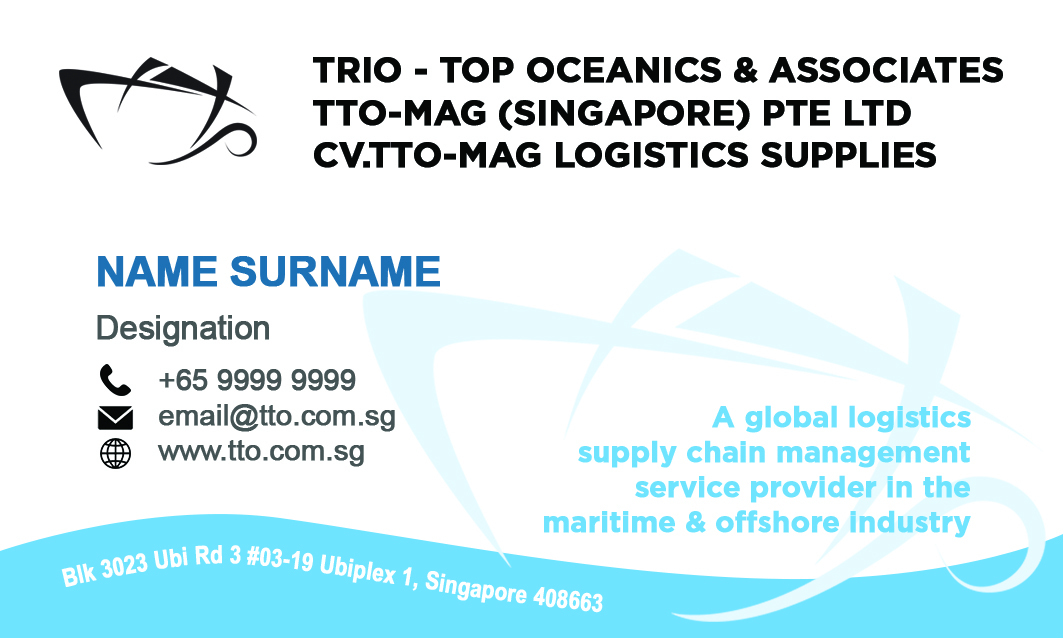 TRIO - TOP OCEANICS & ASSOCIATES
TTO-MAG (SINGAPORE) PTE LTD
CV.TTO-MAG LOGISTICS SUPPLIES
NAME SURNAME
Designation
+65 9999 9999
email@tto.com.sg
www.tto.com.sg
A global logistics
supply chain management
service provider in the
maritime & offshore industry
Blk 3023 Ubi Rd 3 #03-19 Ubiplex 1, Singapore 408663